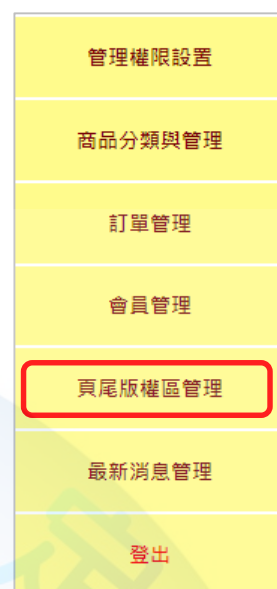 管理權限設置
商品分類與管理
訂單管理
會員管理
頁尾版權區管理
最新消息管理
登出